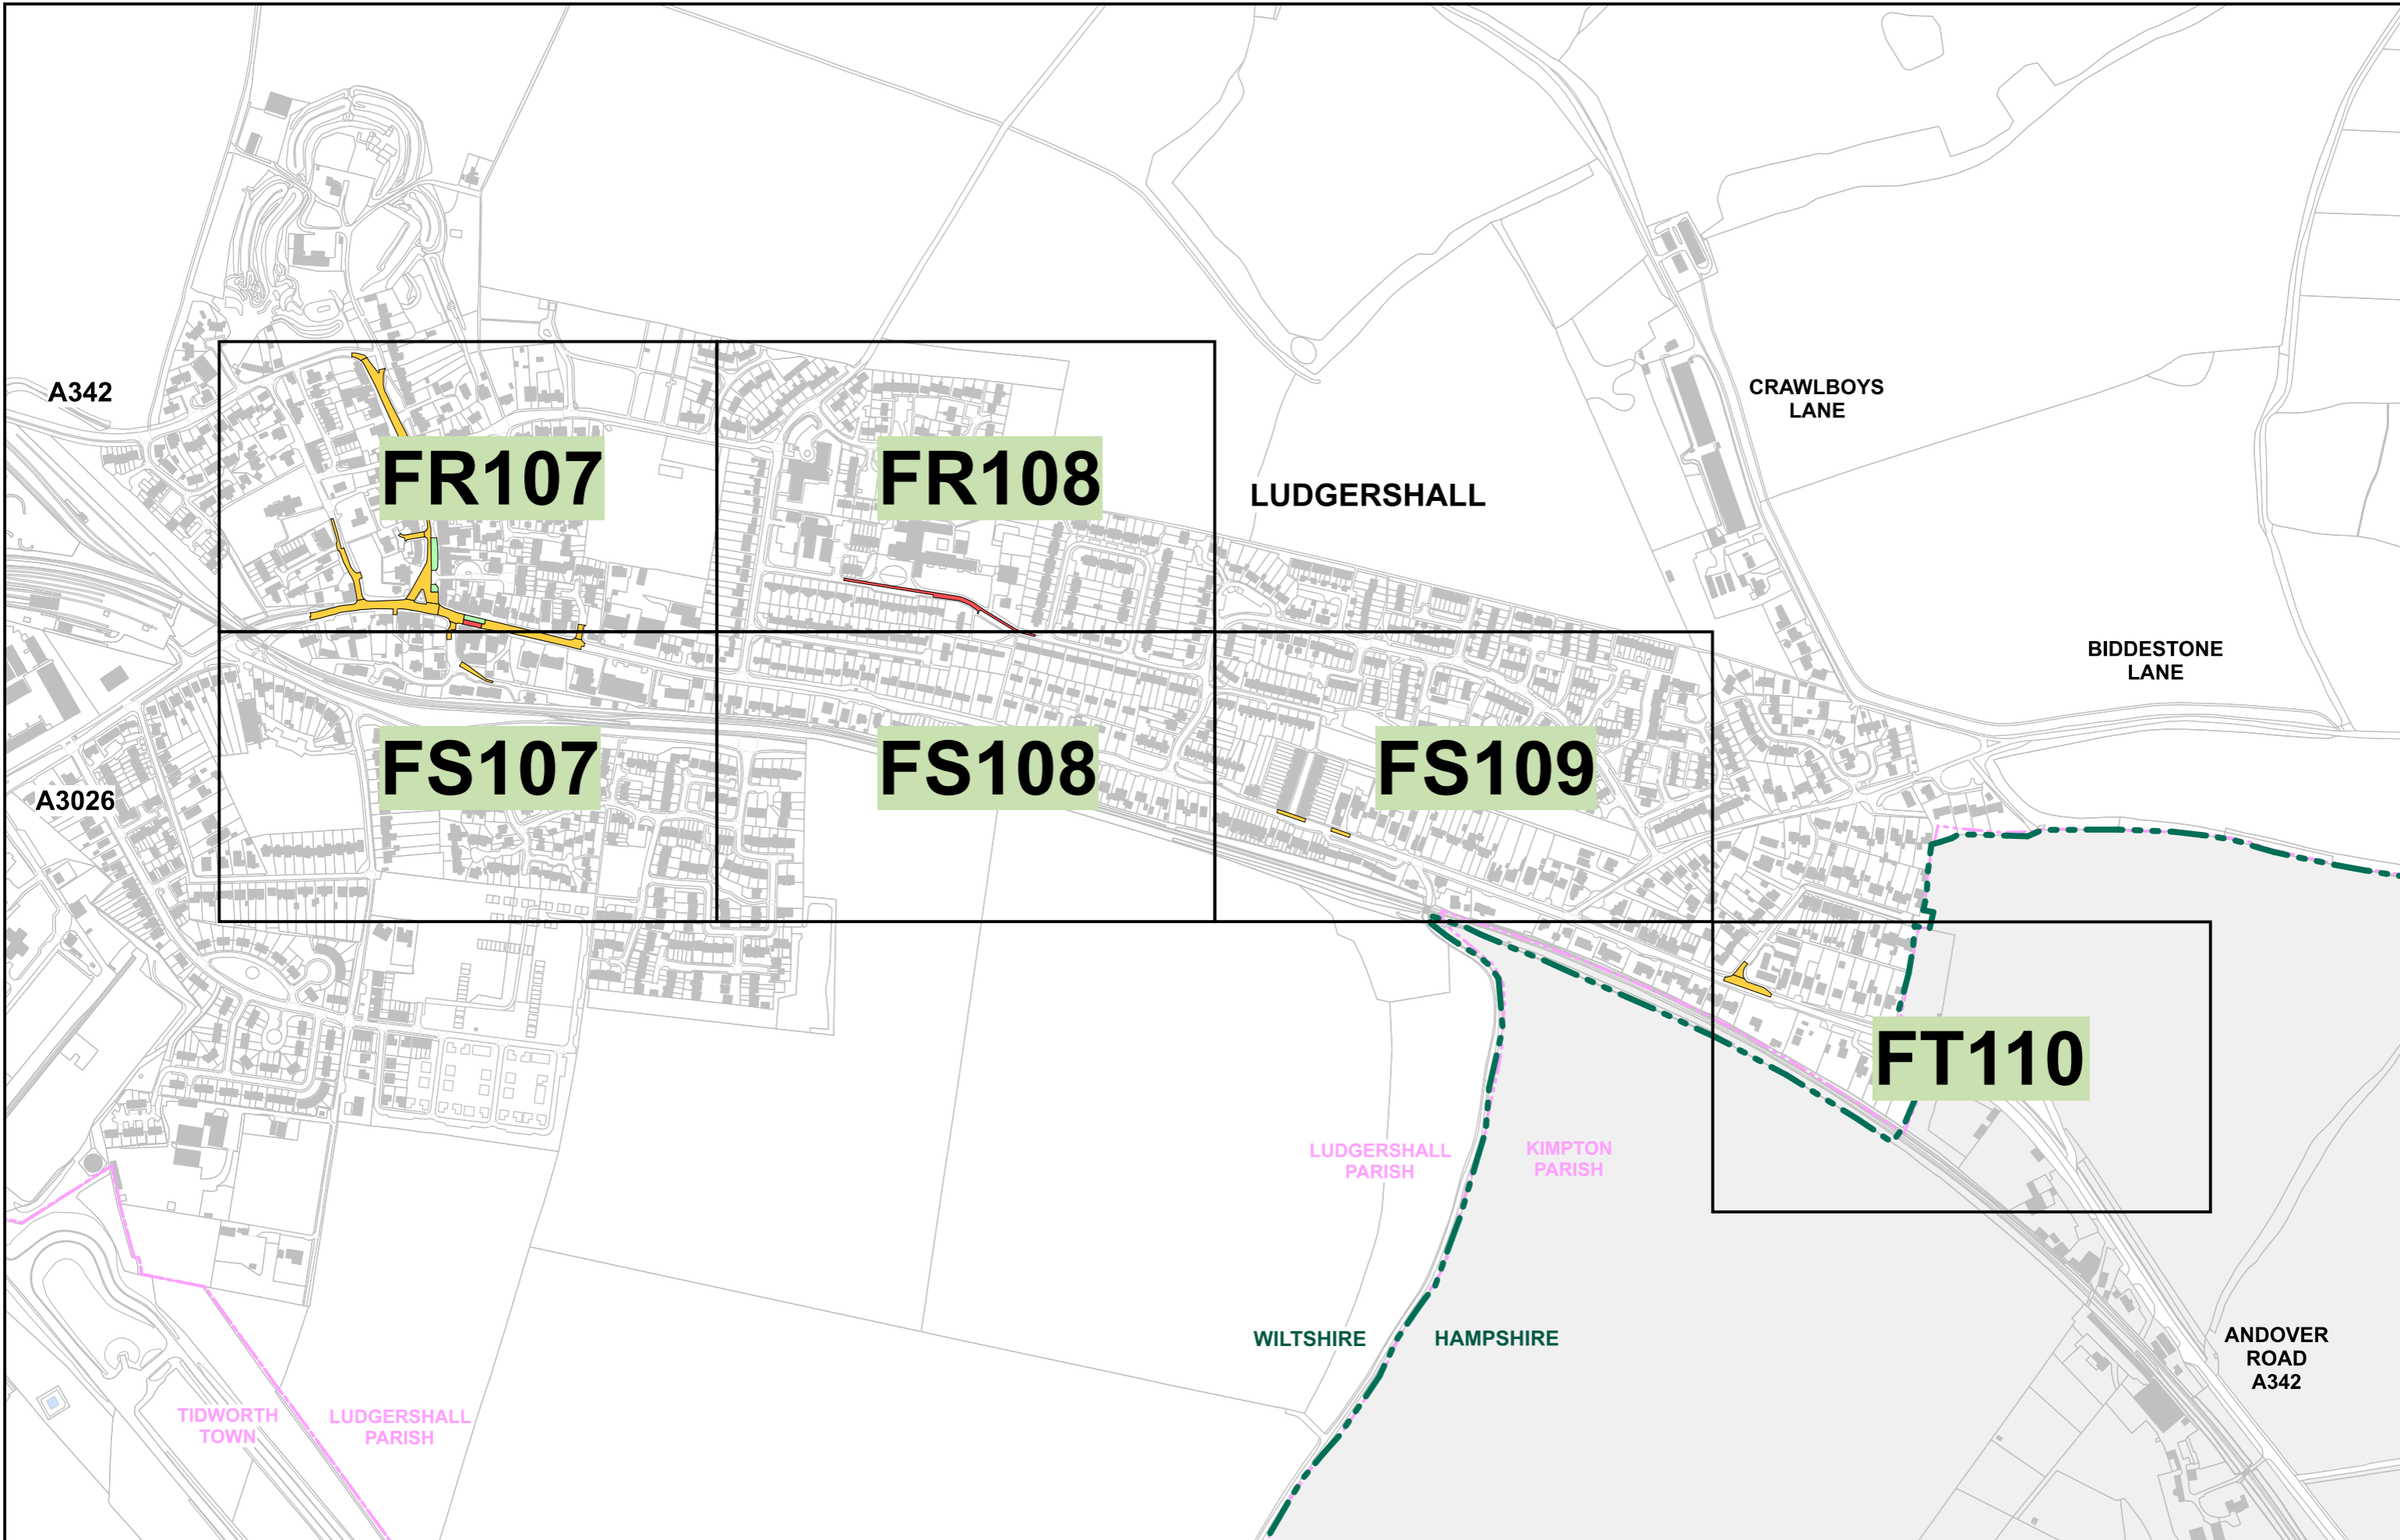 A342
CRAWLBOYS
LANE
FR107
FR108
LUDGERSHALL
BIDDESTONE
LANE
A3026
FS107
FS108
FS109
FT110
LUDGERSHALL
PARISH
KIMPTON
PARISH
WILTSHIRE
HAMPSHIRE
ANDOVER
ROAD
A342
TIDWORTH
TOWN
LUDGERSHALL
PARISH